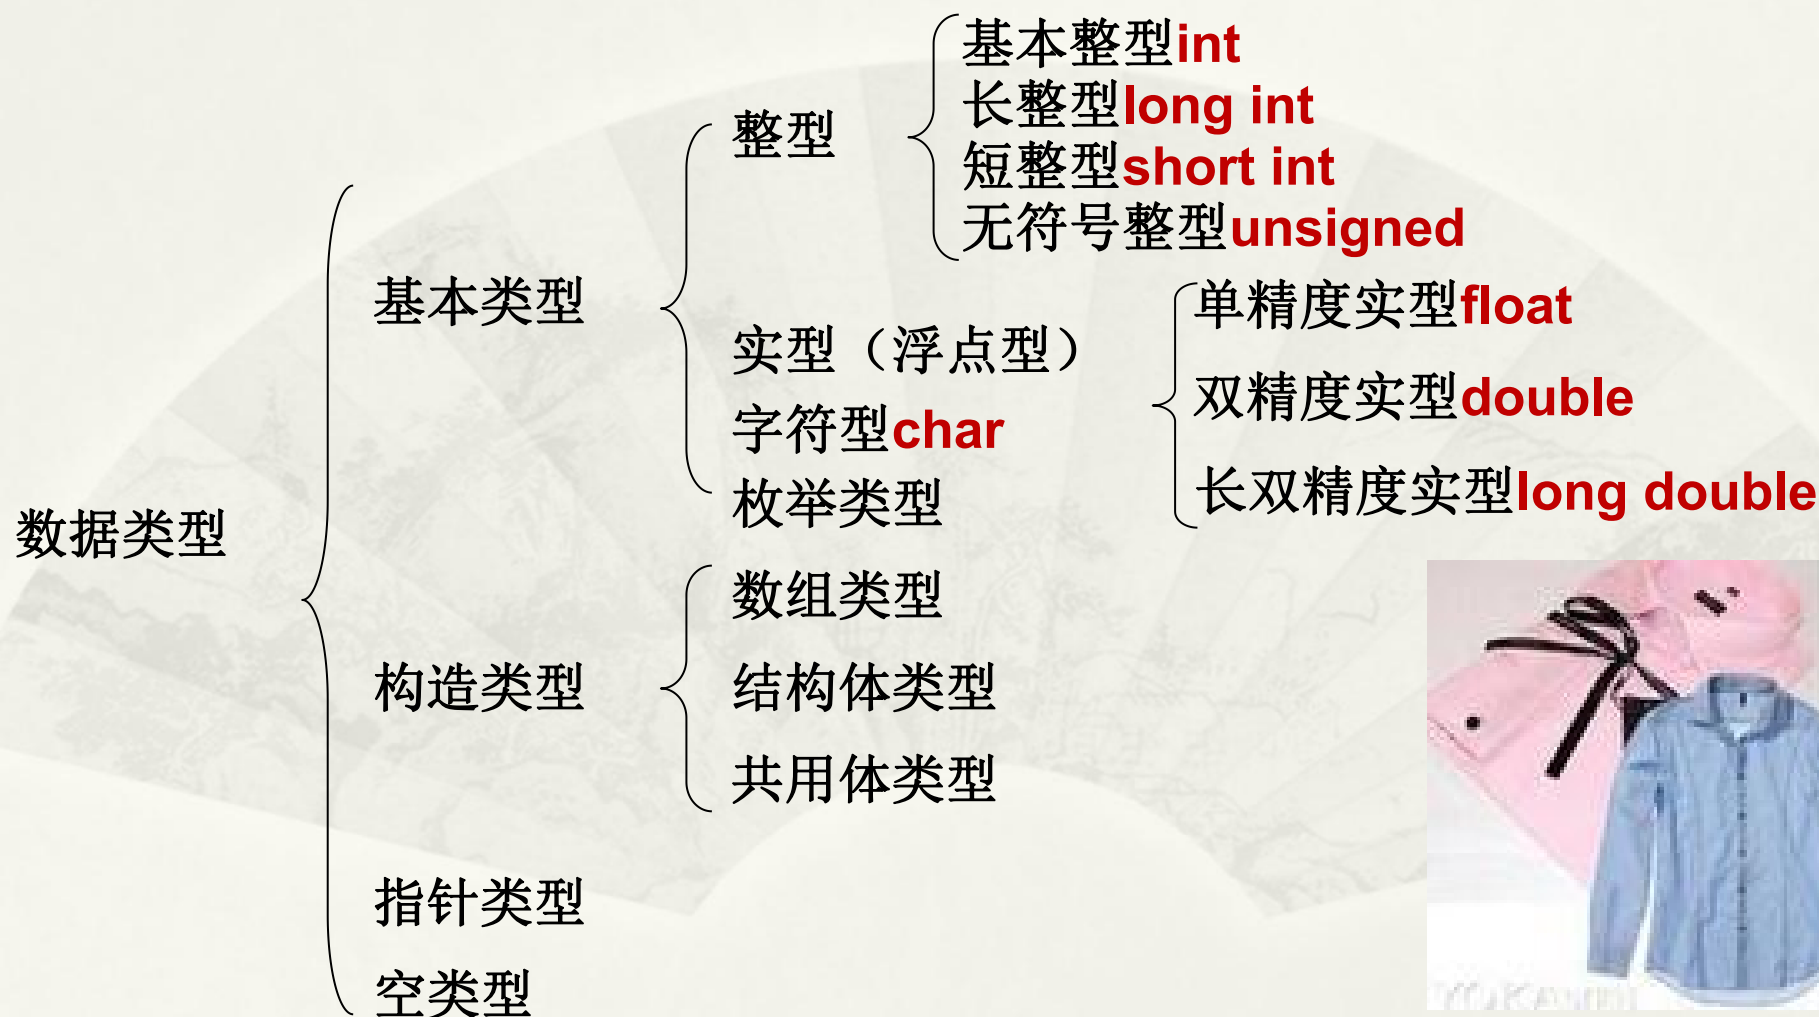 基本整型int
长整型long int
短整型short int
无符号整型unsigned
整型
基本类型
单精度实型float
实型（浮点型）
双精度实型double
字符型char
长双精度实型long double
枚举类型
数据类型
数组类型
构造类型
结构体类型
共用体类型
指针类型
空类型